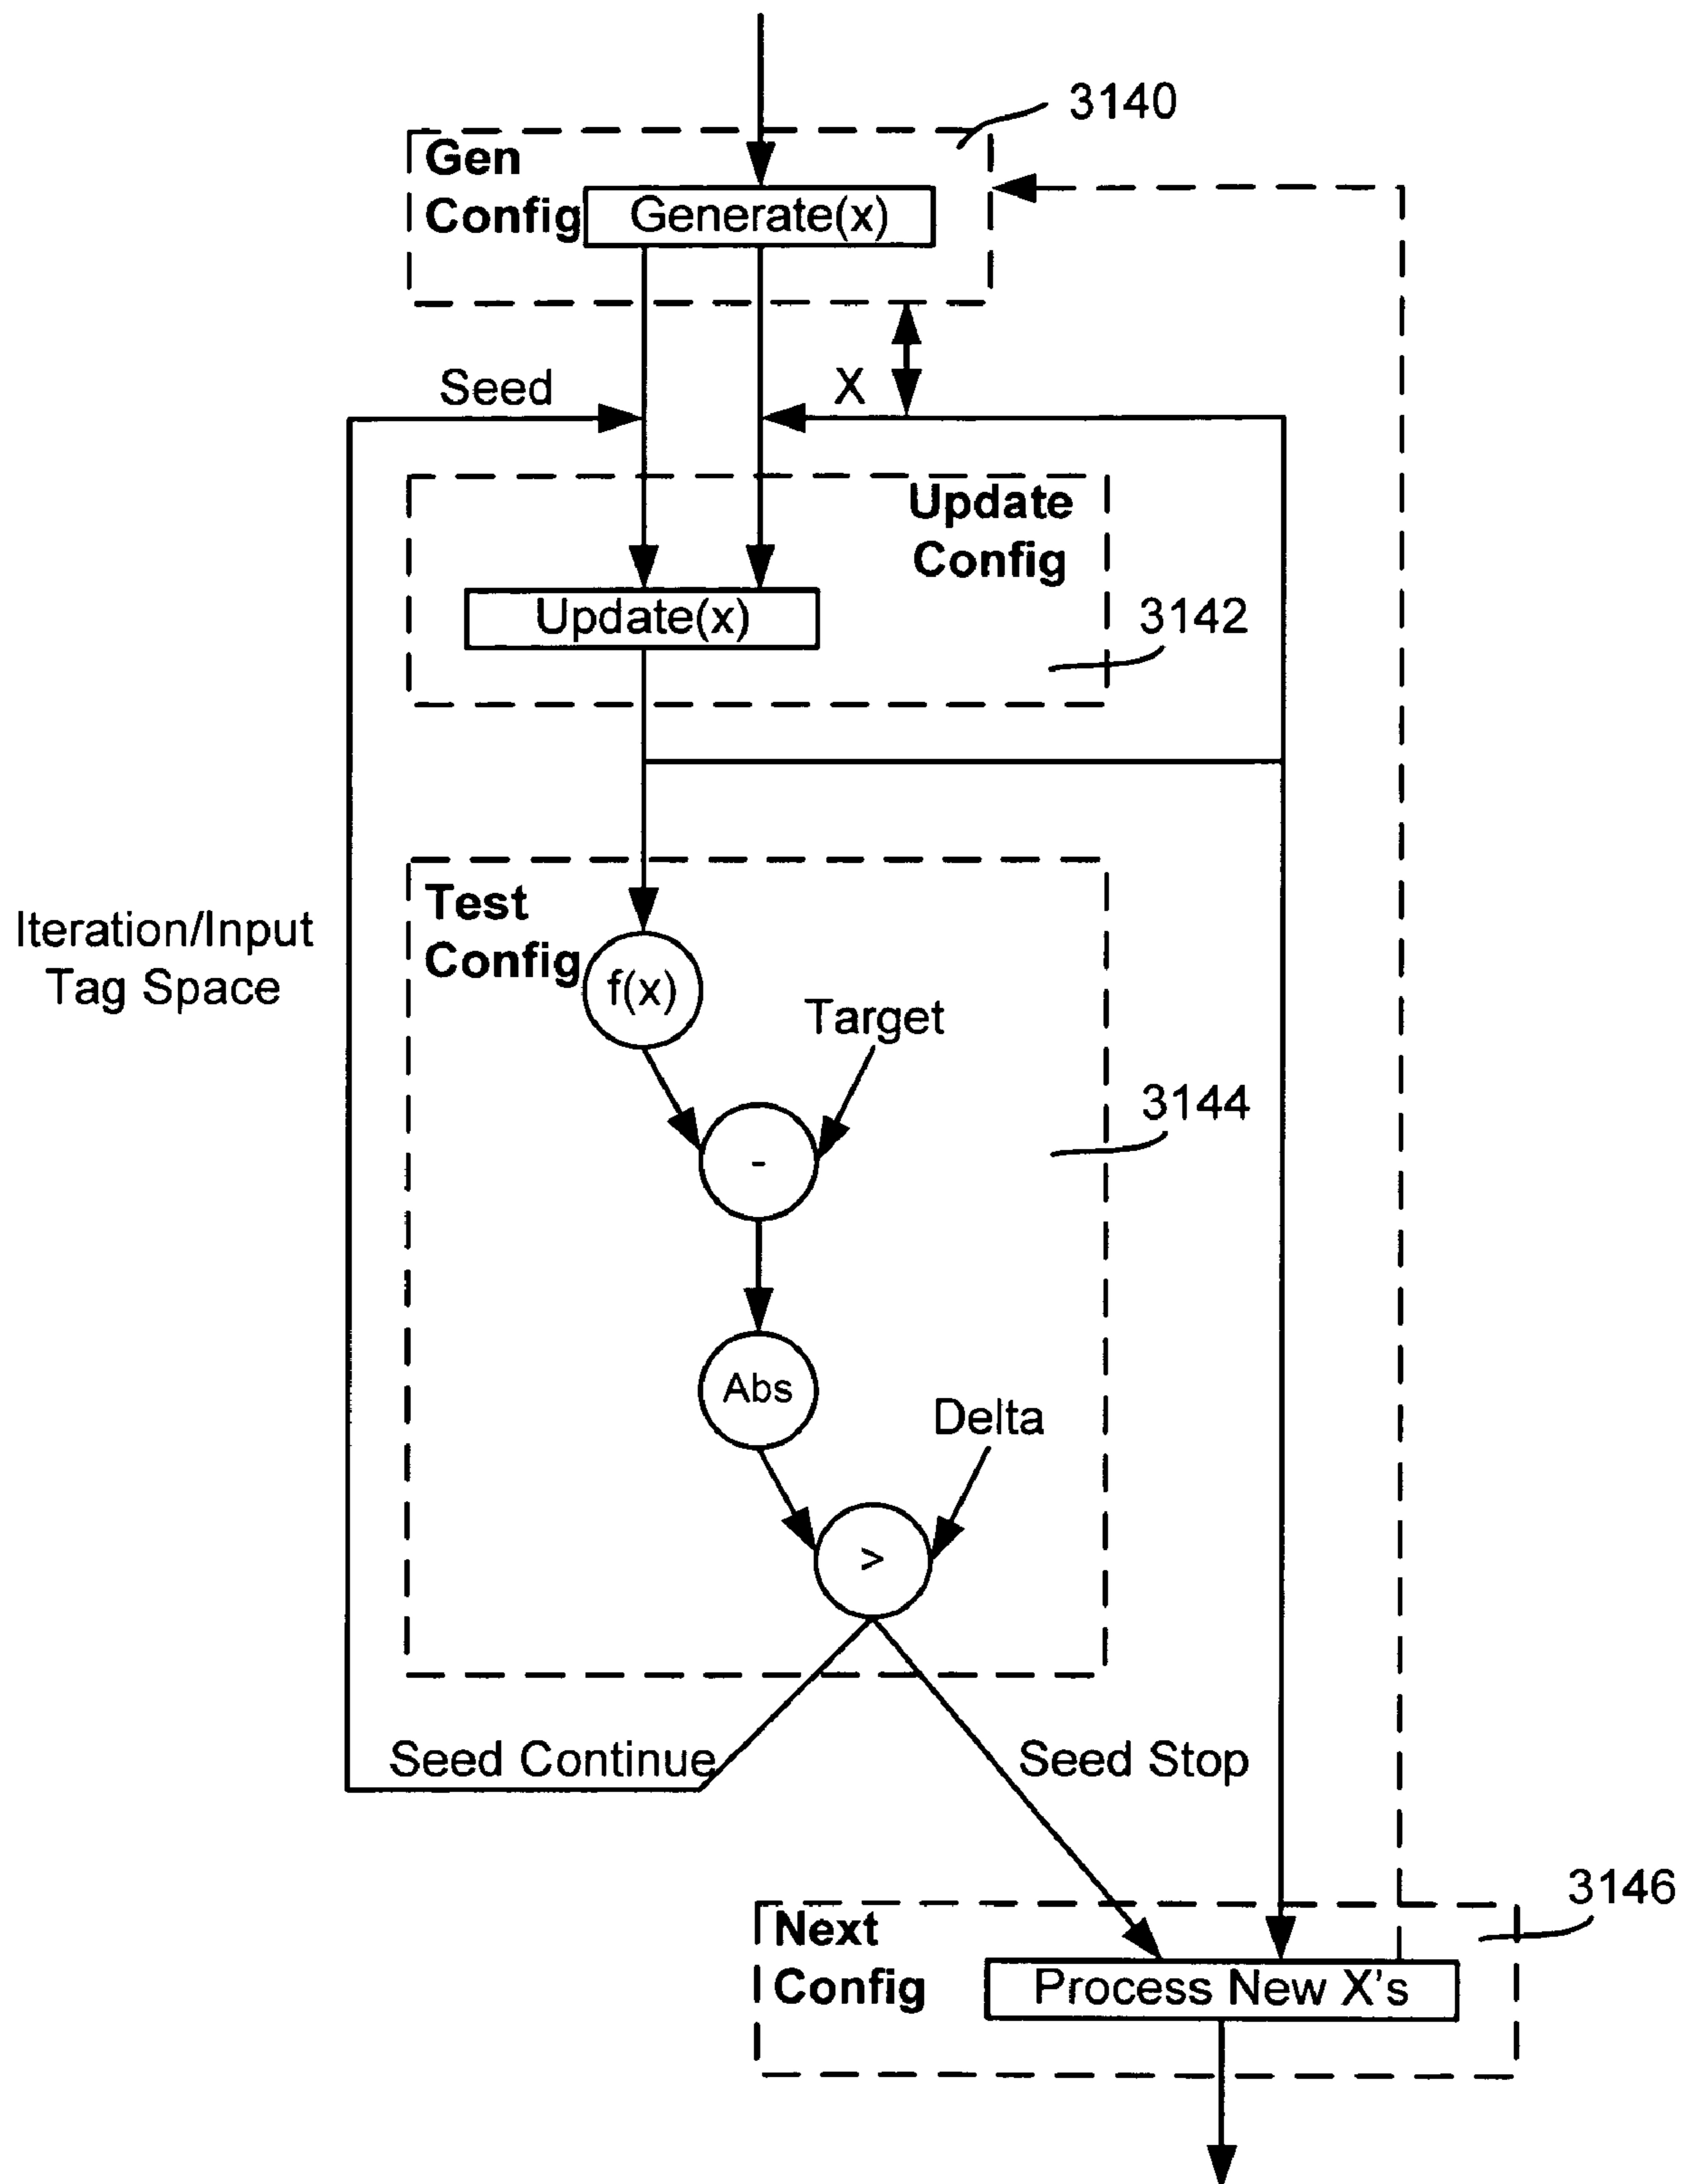 3140
Gen
Config
Generate(x)
Seed
X
Update
Config
Update(x)
3142
Iteration/Input
Tag Space
Test
Config
f(x)
Target
-
3144
Abs
Delta
>
Seed Continue
Seed Stop
3146
Next
Config
Process New X's